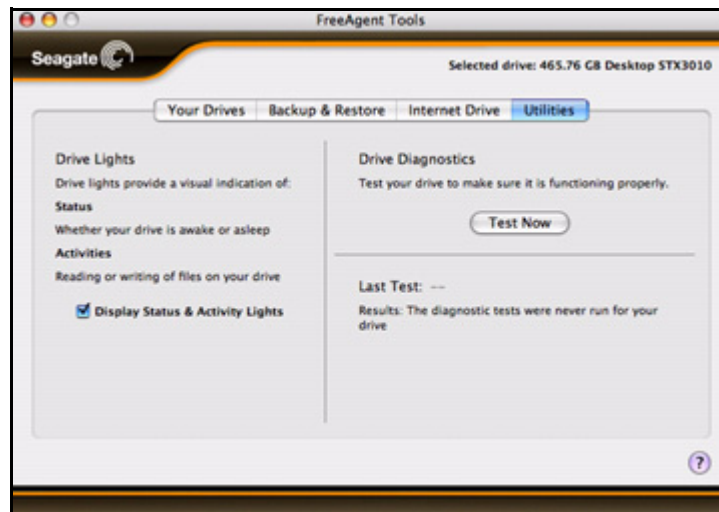 FreeAgent Tools
Seagate
Selected drive: 465.76 GB Desktop STX3010
Your Drives Backup & Restore Internet Drive Utilities
Drive Lights
Drive lights provide a visual indication of:
Status
Whether your drive is awake or asleep
Activities
Reading or writing of files on your drive
Display Status & Activity Lights
Drive Diagnostics
Test your drive to make sure it is functioning properly.
Test Now
Last Test: --
Results: The diagnostic tests were never run for your
drive
?